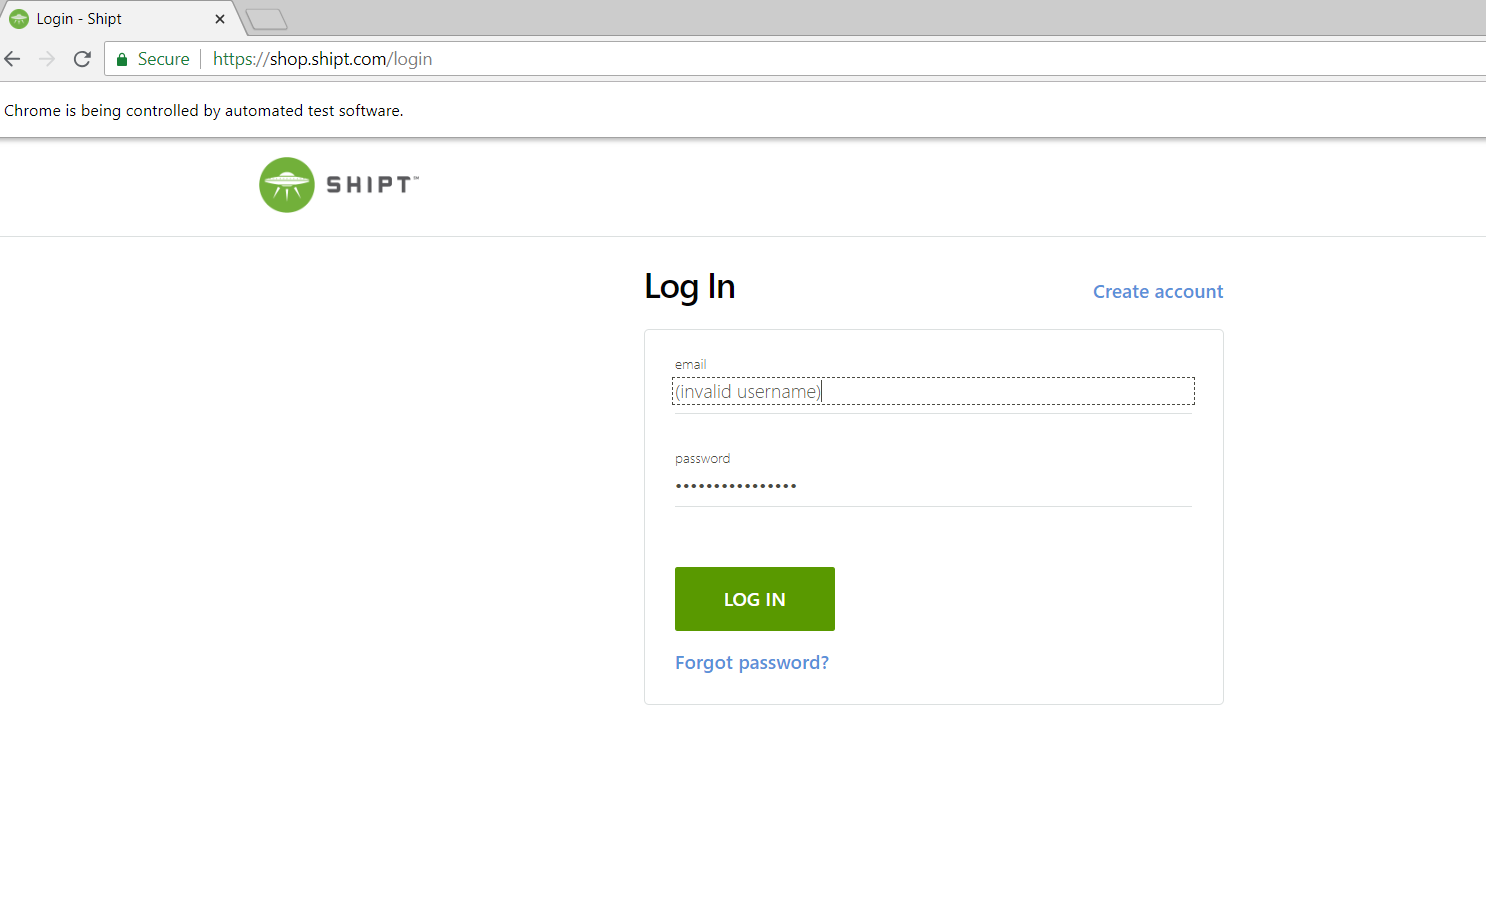 Login - Shipt
Secure https://shop.shipt.com/login
Chrome is being controlled by automated test software.
SHIPT™
Log In
Create account
email
(invalid username)
password
••••••••••••••••
LOG IN
Forgot password?